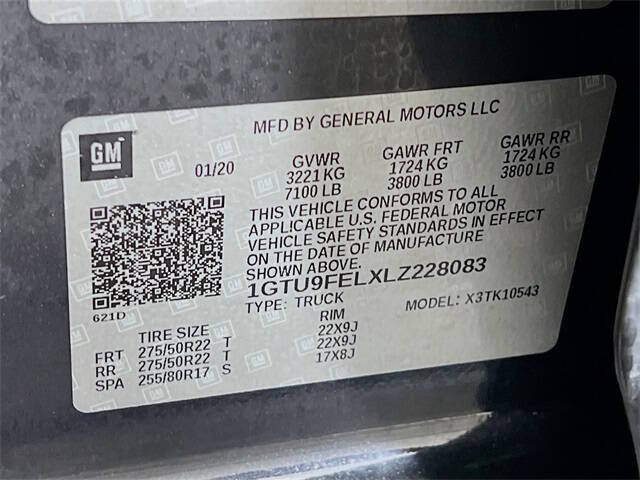 MFD BY GENERAL MOTORS LLC
GM
01/20
GVWR GAWR FRT GAWR RR
3221 KG 1724 KG 1724 KG
7100 LB 3800 LB 3800 LB
THIS VEHICLE CONFORMS TO ALL
APPLICABLE U.S. FEDERAL MOTOR
VEHICLE SAFETY STANDARDS IN EFFECT
ON THE DATE OF MANUFACTURE
SHOWN ABOVE.
1GTU9FELXLZ228083
621D
TYPE: TRUCK MODEL: X3TK10543
TIRE SIZE RIM
FRT 275/50R22 T 22X9J
RR 275/50R22 T 22X9J
SPA 255/80R17 S 17X8J